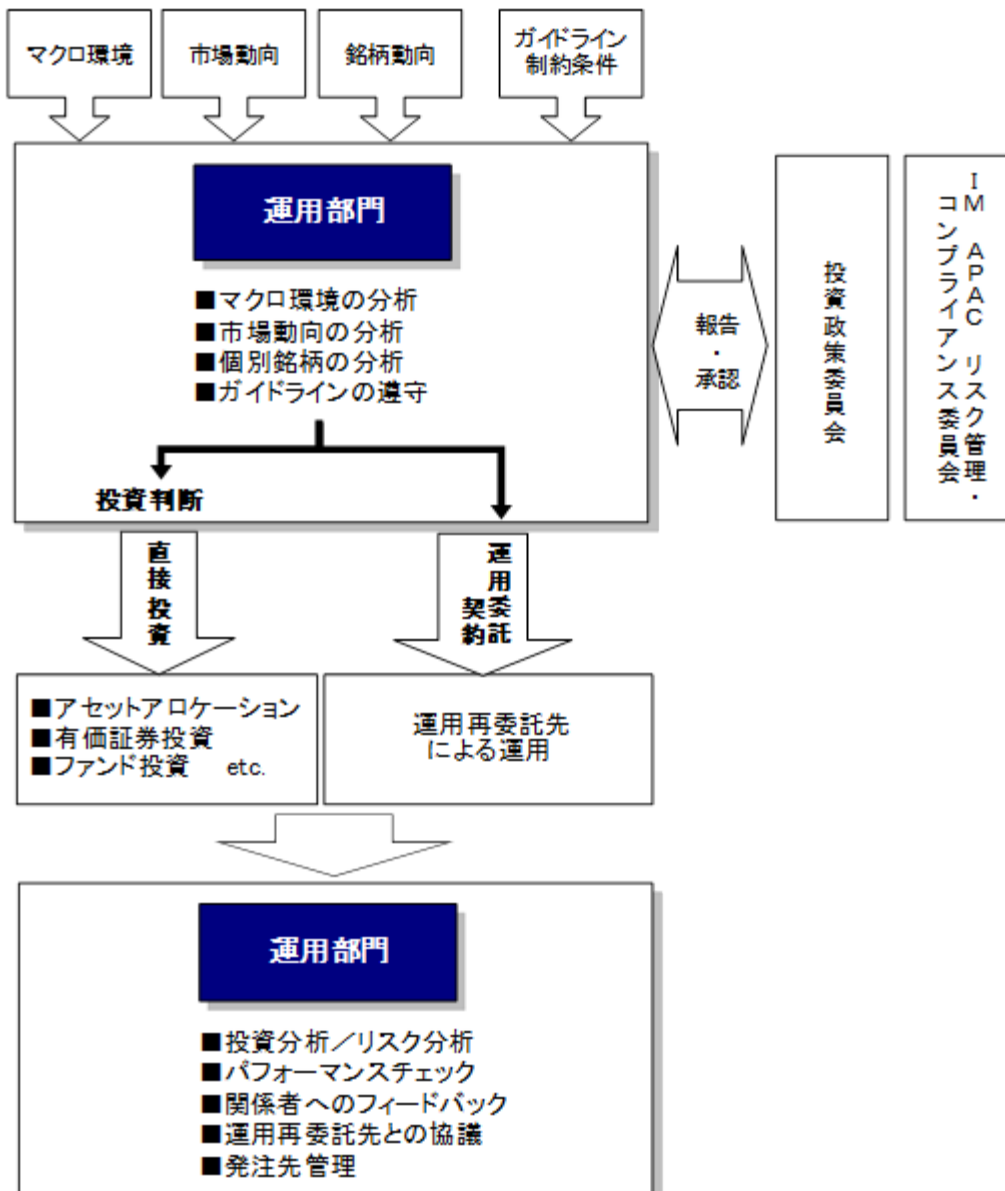 マクロ環境
市場動向
銘柄動向
ガイドライン
制約条件
運用部門
■マクロ環境の分析
■市場動向の分析
■個別銘柄の分析
■ガイドラインの遵守
投資判断
報告
・
承認
投資政策委員会
IM APAC リスク管理・
コンプライアンス委員会
直接投資
運用委託
契約
■アセットアロケーション
■有価証券投資
■ファンド投資 etc.
運用再委託先
による運用
運用部門
■投資分析／リスク分析
■パフォーマンスチェック
■関係者へのフィードバック
■運用再委託先との協議
■発注先管理